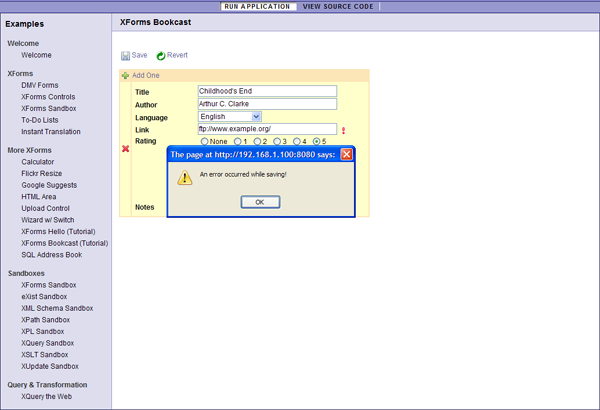 RUN APPLICATION VIEW SOURCE CODE
Examples
XForms Bookcast
Welcome
Welcome
XForms
DMV Forms
XForms Controls
XForms Sandbox
To-Do Lists
Instant Translation
More XForms
Calculator
Flickr Resize
Google Suggests
HTML Area
Upload Control
Wizard w/ Switch
XForms Hello (Tutorial)
XForms Bookcast (Tutorial)
SQL Address Book
Sandboxes
XForms Sandbox
eXist Sandbox
XML Schema Sandbox
XPath Sandbox
XPL Sandbox
XQuery Sandbox
XSLT Sandbox
XUpdate Sandbox
Query & Transformation
XQuery the Web
Save Revert
Add One
Title Childhood's End
Author Arthur C. Clarke
Language English
Link ftp://www.example.org/ !
Rating None 1 2 3 4 5
The page at http://192.168.1.100:8080 says:
An error occurred while saving!
OK
Notes